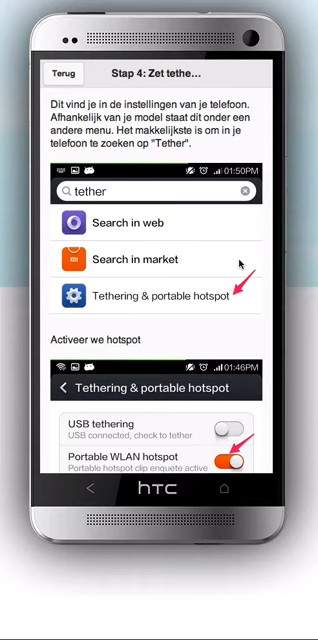 Terug
Stap 4: Zet tethe...
Dit vind je in de instellingen van je telefoon.
Afhankelijk van je model staat dit onder een
andere menu. Het makkelijkste is om in je
telefoon te zoeken op "Tether".
01:50PM
tether
Search in web
Search in market
Tethering & portable hotspot
Activeer we hotspot
01:46PM
Tethering & portable hotspot
USB tethering
USB connected, check to tether
Portable WLAN hotspot
Portable hotspot clip enquete active
hTC